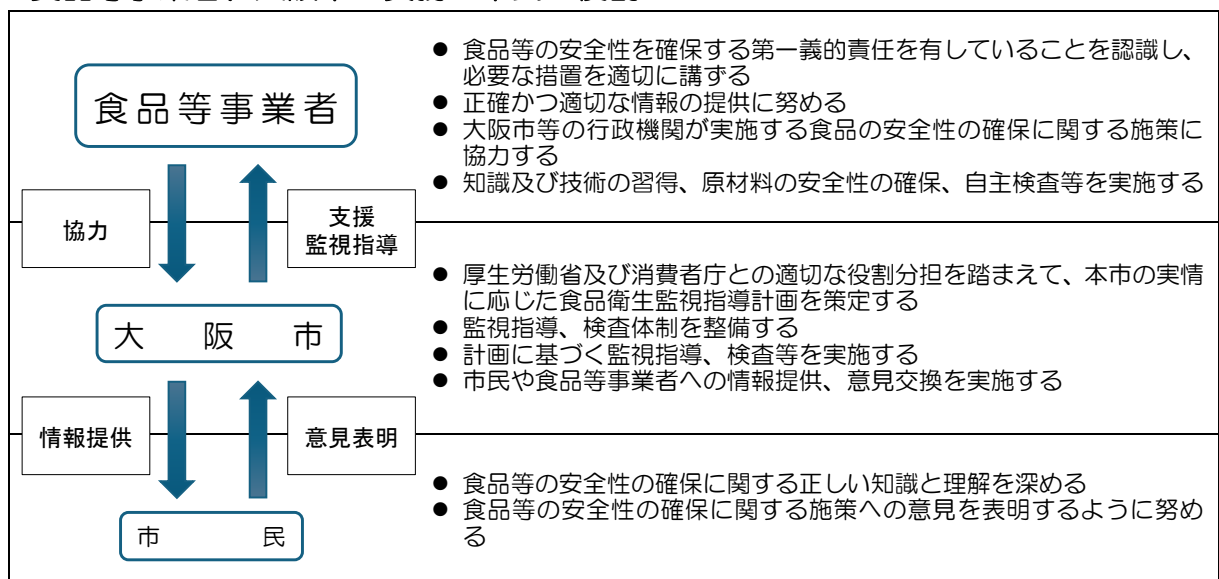 食品等事業者
● 食品等の安全性を確保する第一義的責任を有していることを認識し、
必要な措置を適切に講ずる
● 正確かつ適切な情報の提供に努める
● 大阪市等の行政機関が実施する食品の安全性の確保に関する施策に
協力する
● 知識及び技術の習得、原材料の安全性の確保、自主検査等を実施する
協力
支援
監視指導
大阪市
● 厚生労働省及び消費者庁との適切な役割分担を踏まえて、本市の実情
に応じた食品衛生監視指導計画を策定する
● 監視指導、検査体制を整備する
● 計画に基づく監視指導、検査等を実施する
● 市民や食品等事業者への情報提供、意見交換を実施する
情報提供
意見表明
市民
● 食品等の安全性の確保に関する正しい知識と理解を深める
● 食品等の安全性の確保に関する施策への意見を表明するように努め
る